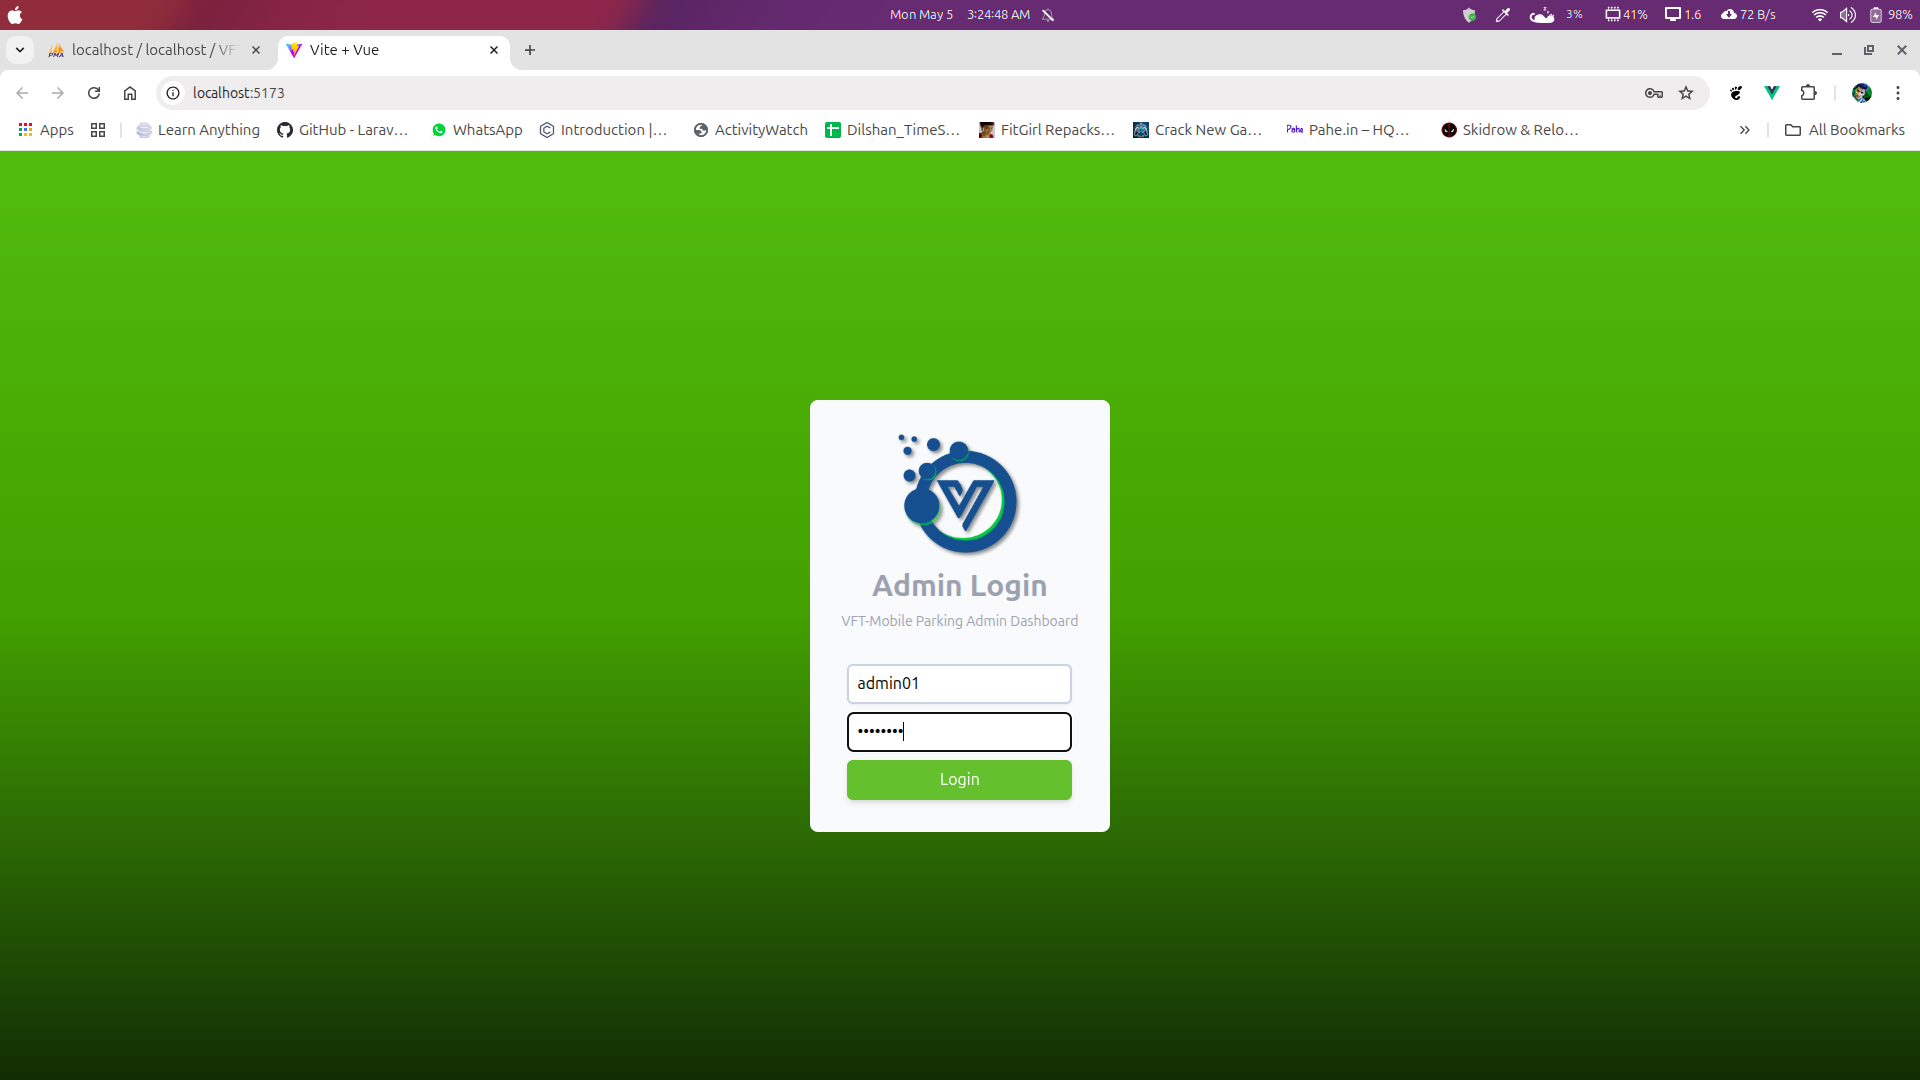 Mon May 5 3:24:48 AM 3% 41% 1.6 72 B/s 98%
localhost / localhost / VF Vite + Vue
localhost:5173
Apps Learn Anything GitHub - Larav… WhatsApp Introduction |… ActivityWatch Dilshan_TimeS… FitGirl Repacks… Crack New Ga… Pahe Pahe.in – HQ… Skidrow & Relo… » All Bookmarks
Admin Login
VFT-Mobile Parking Admin Dashboard
admin01
••••••••
Login